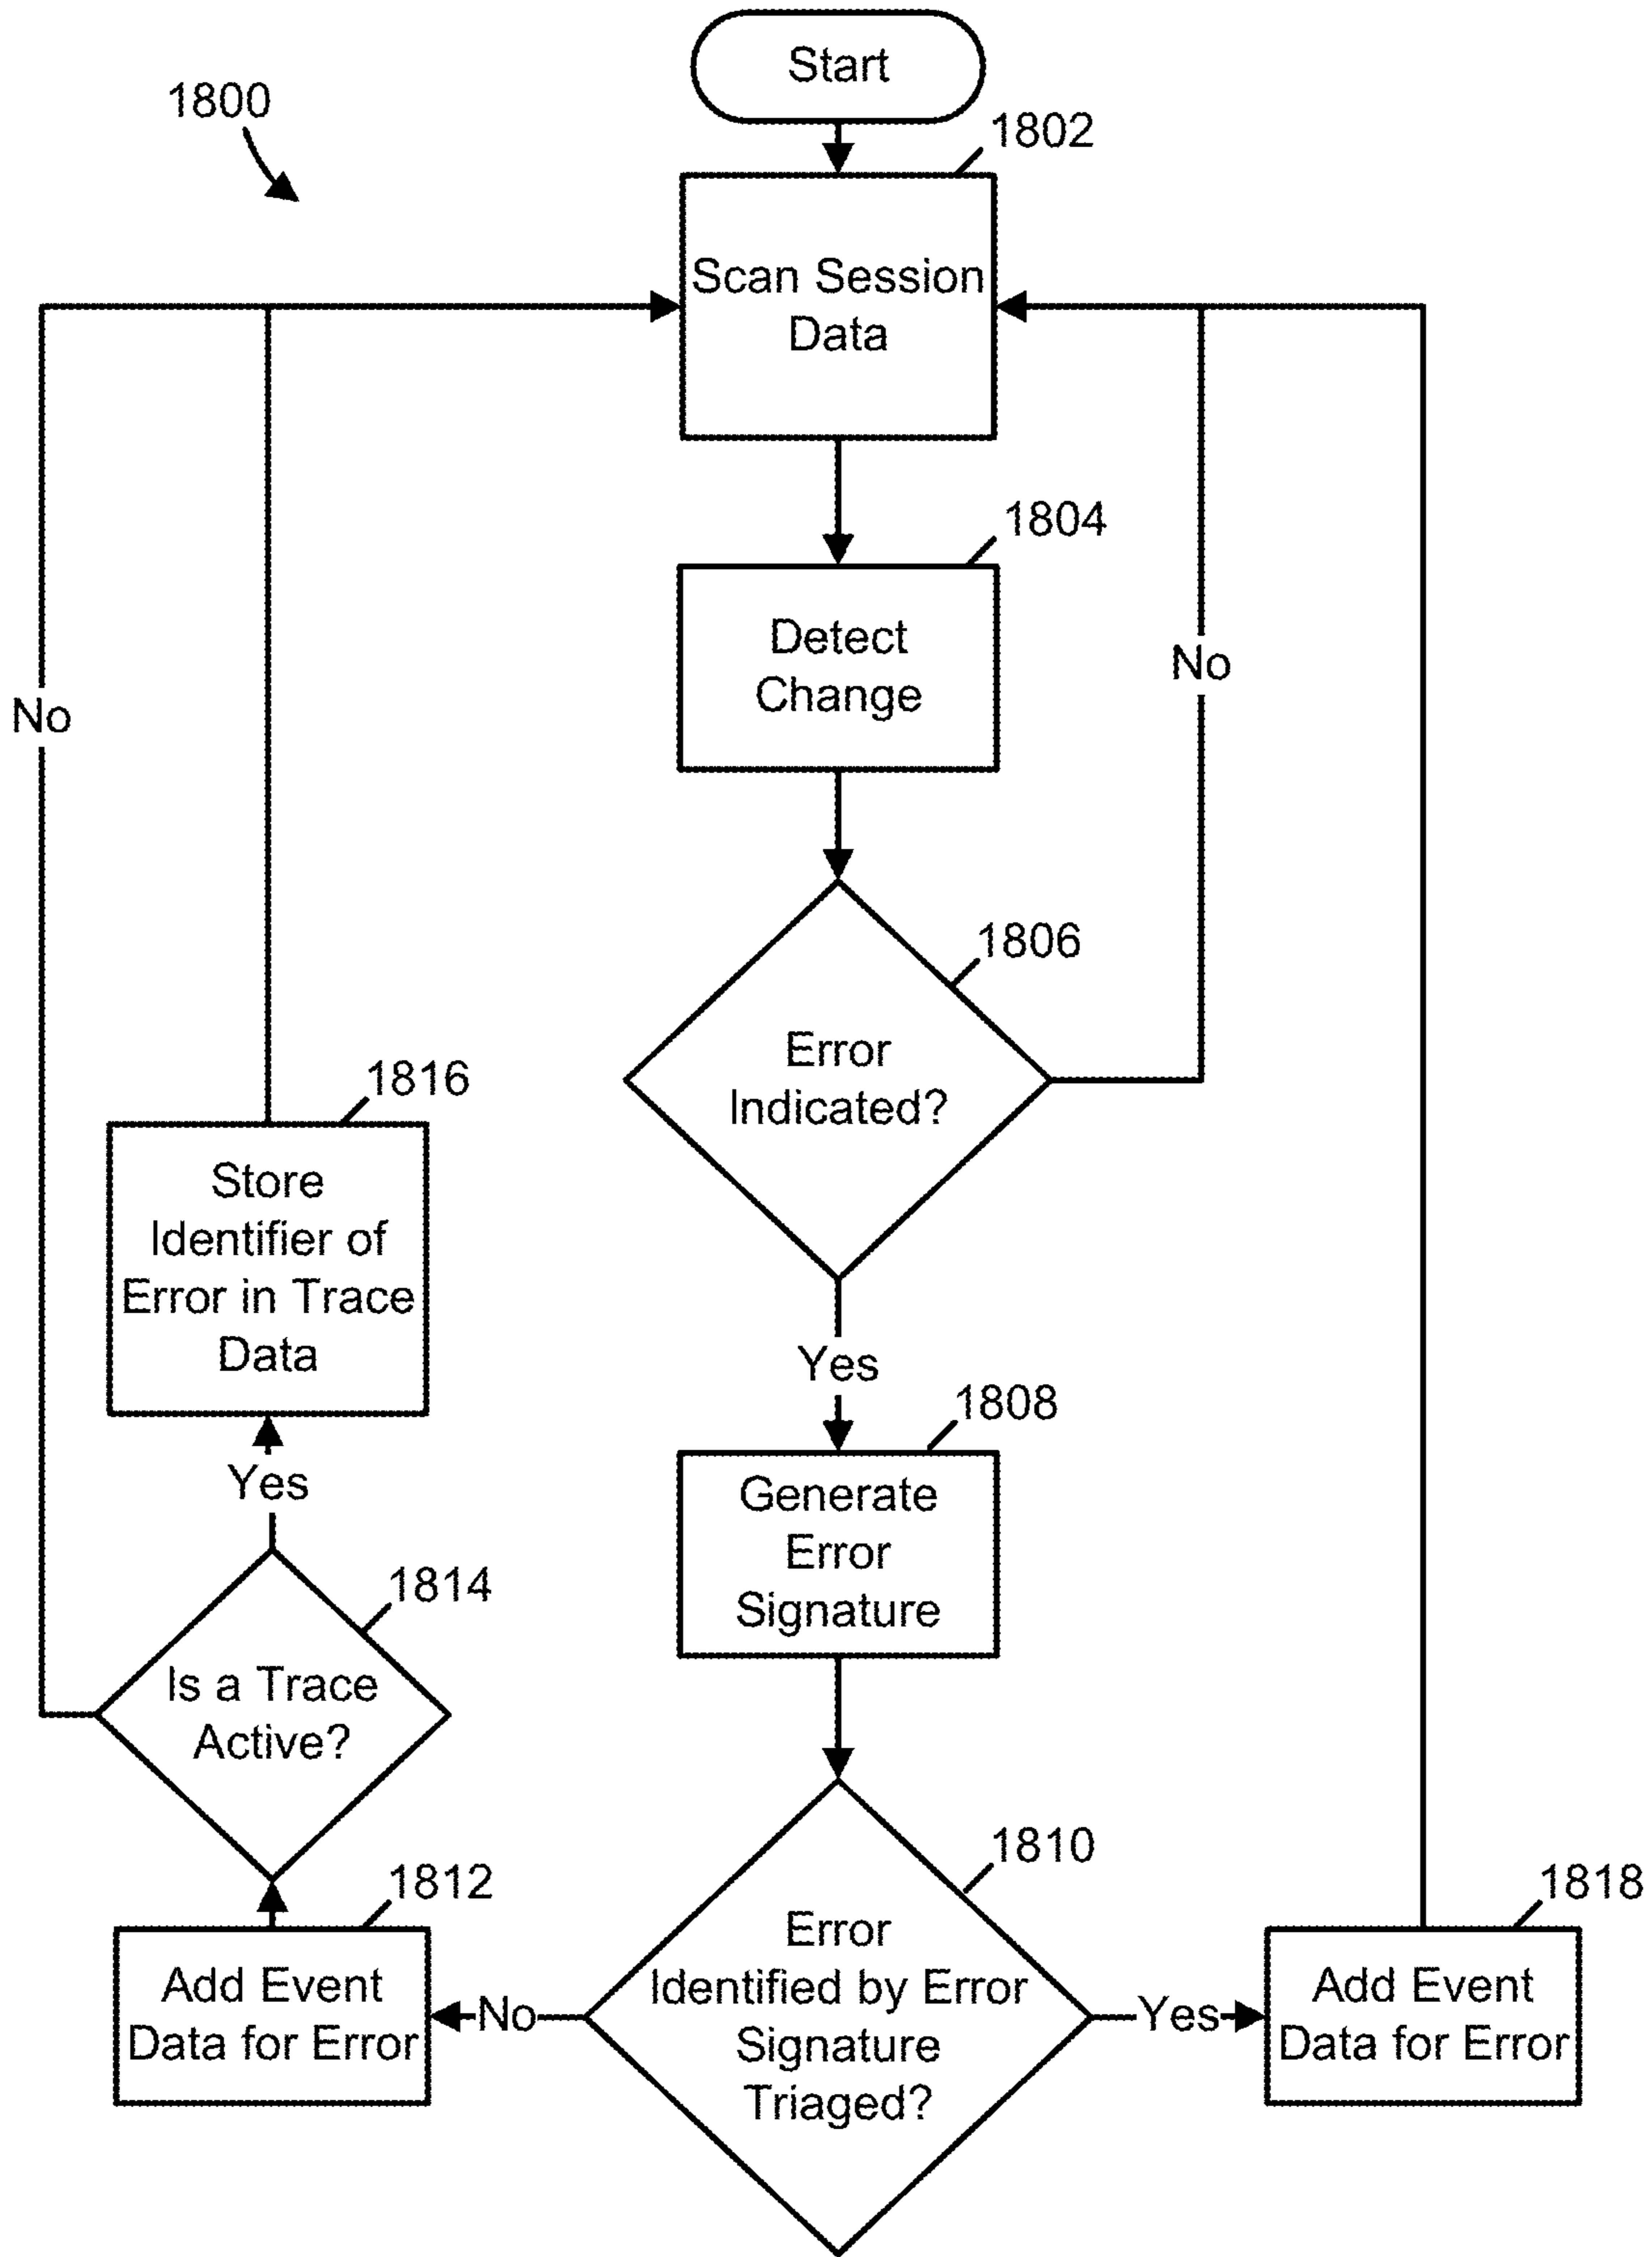 Start
1800
1802
Scan Session
Data
1804
Detect
Change
No
No
1806
Error
Indicated?
1816
Store
Identifier of
Error in Trace
Data
Yes
1808
Yes
Generate
Error
Signature
1814
Is a Trace
Active?
1810
1812
1818
Error
Identified by Error
Signature
Triaged?
Add Event
Data for Error
No
Yes
Add Event
Data for Error